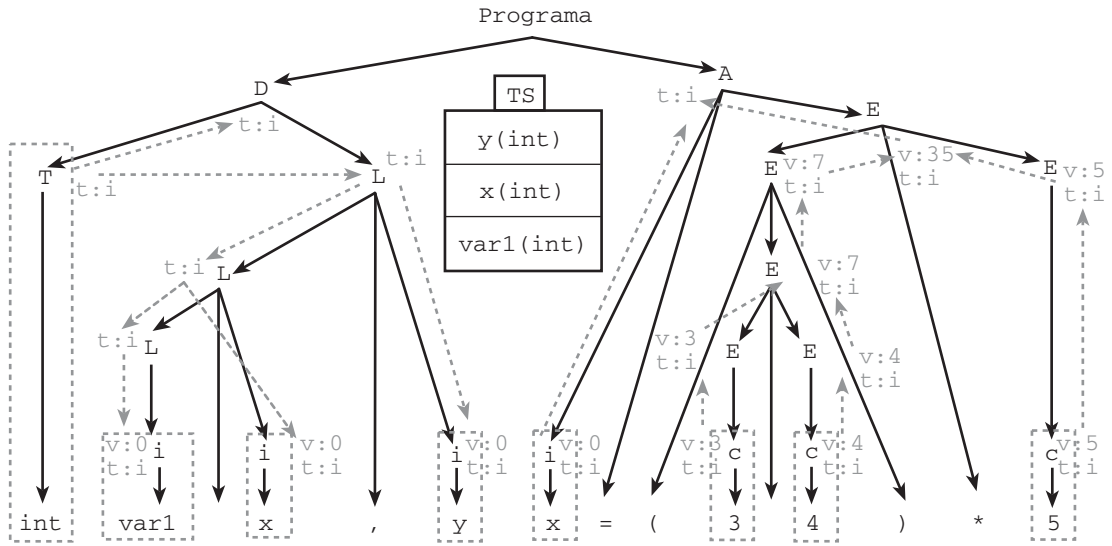 Programa
D A
TS
t:i t:i
y(int)
E
t:i
T t:i L
E v:7 t:i v:35 t:i E v:5 t:i
x(int)
var1(int)
t:i L
E v:7 t:i
t:i L
v:3 t:i E E v:4 t:i
v:0 t:i i i v:0 t:i i v:0 t:i i v:0 t:i v:3 t:i c c v:4 t:i c v:5 t:i
int var1 x , y x = ( 3 4 ) * 5